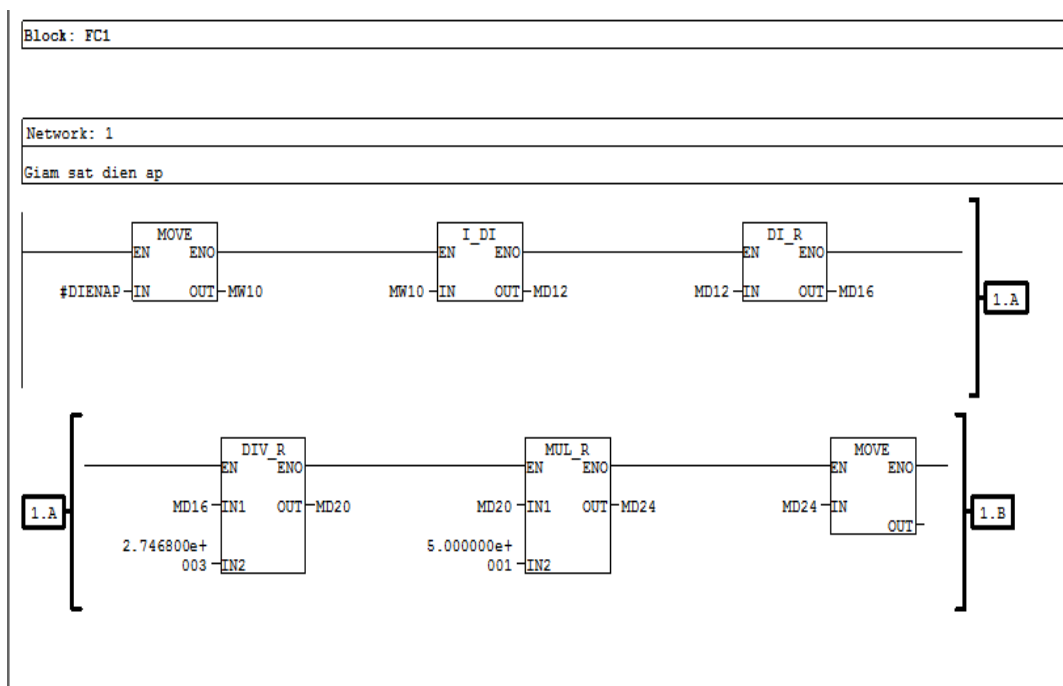 Block: FC1
Network: 1
Giam sat dien ap
MOVE I_DI DI_R
EN ENO EN ENO EN ENO
#DIENAP IN OUT MW10 MW10 IN OUT MD12 MD12 IN OUT MD16
1.A
DIV_R MUL_R MOVE
EN ENO EN ENO EN ENO
1.A MD16 IN1 OUT MD20 MD20 IN1 OUT MD24 MD24 IN 1.B
OUT
2.746800e+ 5.000000e+
003 IN2 001 IN2